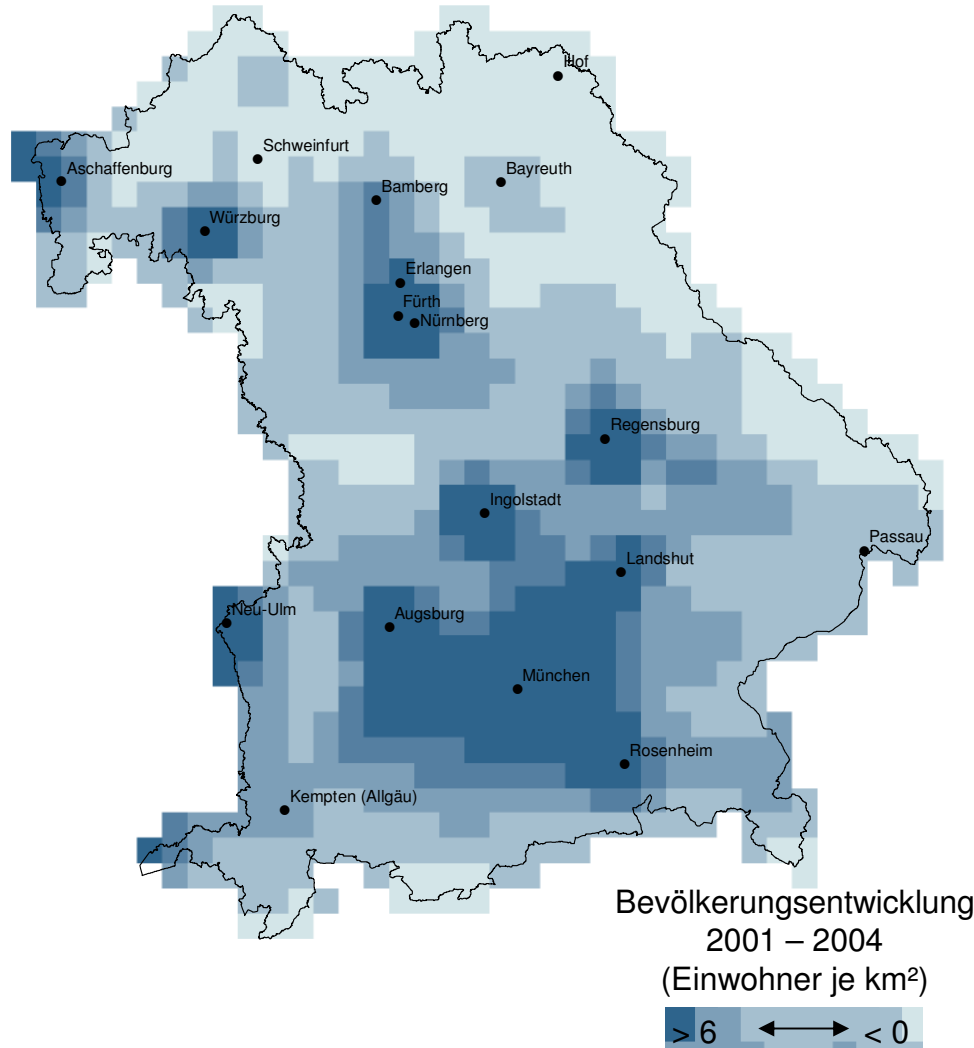 Hof
Schweinfurt
Aschaffenburg
Bayreuth
Bamberg
Würzburg
Erlangen
Fürth
Nürnberg
Regensburg
Ingolstadt
Passau
Landshut
Neu-Ulm
Augsburg
München
Rosenheim
Kempten (Allgäu)
Bevölkerungsentwicklung
2001 – 2004
(Einwohner je km²)
> 6 < 0